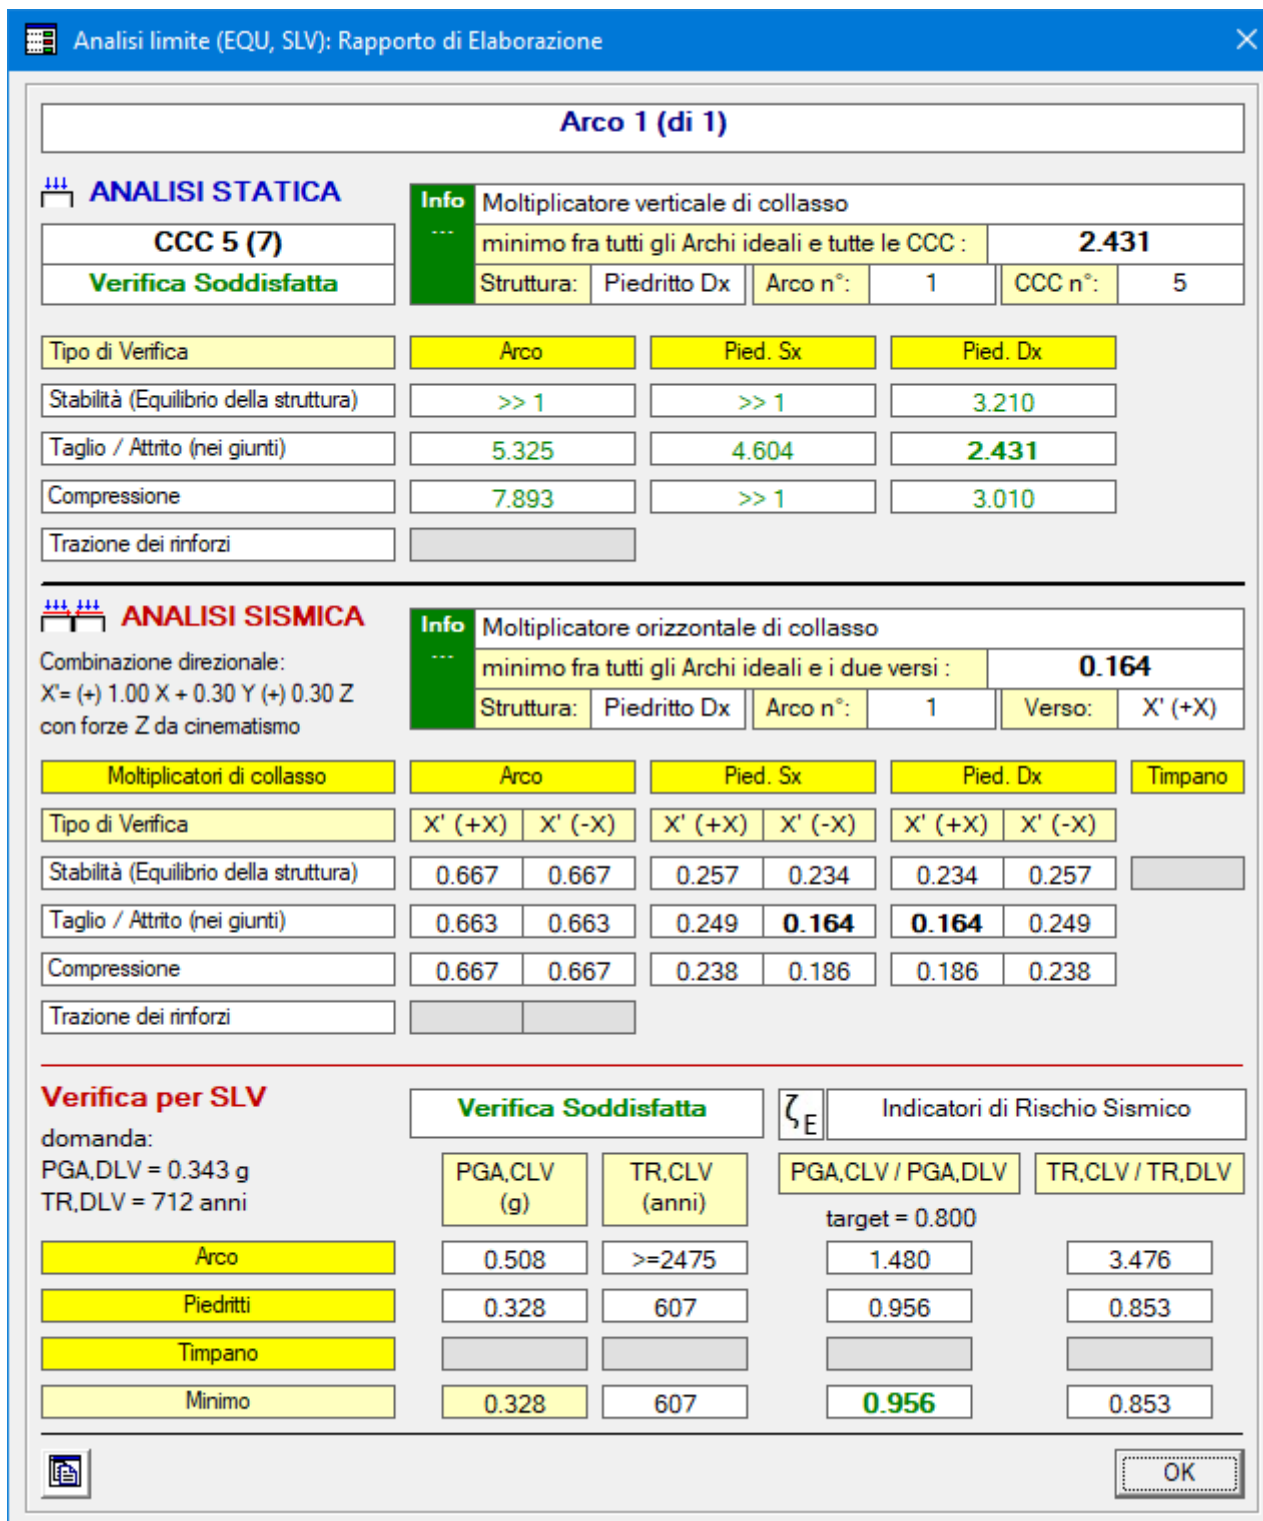 Analisi limite (EQU, SLV): Rapporto di Elaborazione
Arco 1 (di 1)
ANALISI STATICA
CCC 5 (7)
Verifica Soddisfatta
Info
...
Moltiplicatore verticale di collasso
minimo fra tutti gli Archi ideali e tutte le CCC : 2.431
Struttura: Piedritto Dx Arco n°: 1 CCC n°: 5
Tipo di Verifica Arco Pied. Sx Pied. Dx
Stabilità (Equilibrio della struttura) >> 1 >> 1 3.210
Taglio / Attrito (nei giunti) 5.325 4.604 2.431
Compressione 7.893 >> 1 3.010
Trazione dei rinforzi
ANALISI SISMICA
Combinazione direzionale:
X'= (+) 1.00 X + 0.30 Y (+) 0.30 Z
con forze Z da cinematismo
Info
...
Moltiplicatore orizzontale di collasso
minimo fra tutti gli Archi ideali e i due versi : 0.164
Struttura: Piedritto Dx Arco n°: 1 Verso: X' (+X)
Moltiplicatori di collasso Arco Pied. Sx Pied. Dx Timpano
Tipo di Verifica X' (+X) X' (-X) X' (+X) X' (-X) X' (+X) X' (-X)
Stabilità (Equilibrio della struttura) 0.667 0.667 0.257 0.234 0.234 0.257
Taglio / Attrito (nei giunti) 0.663 0.663 0.249 0.164 0.164 0.249
Compressione 0.667 0.667 0.238 0.186 0.186 0.238
Trazione dei rinforzi
Verifica per SLV
domanda:
PGA,DLV = 0.343 g
TR,DLV = 712 anni
Verifica Soddisfatta ζE Indicatori di Rischio Sismico
PGA,CLV (g) TR,CLV (anni) PGA,CLV / PGA,DLV TR,CLV / TR,DLV
target = 0.800
Arco 0.508 >=2475 1.480 3.476
Piedritti 0.328 607 0.956 0.853
Timpano
Minimo 0.328 607 0.956 0.853
OK